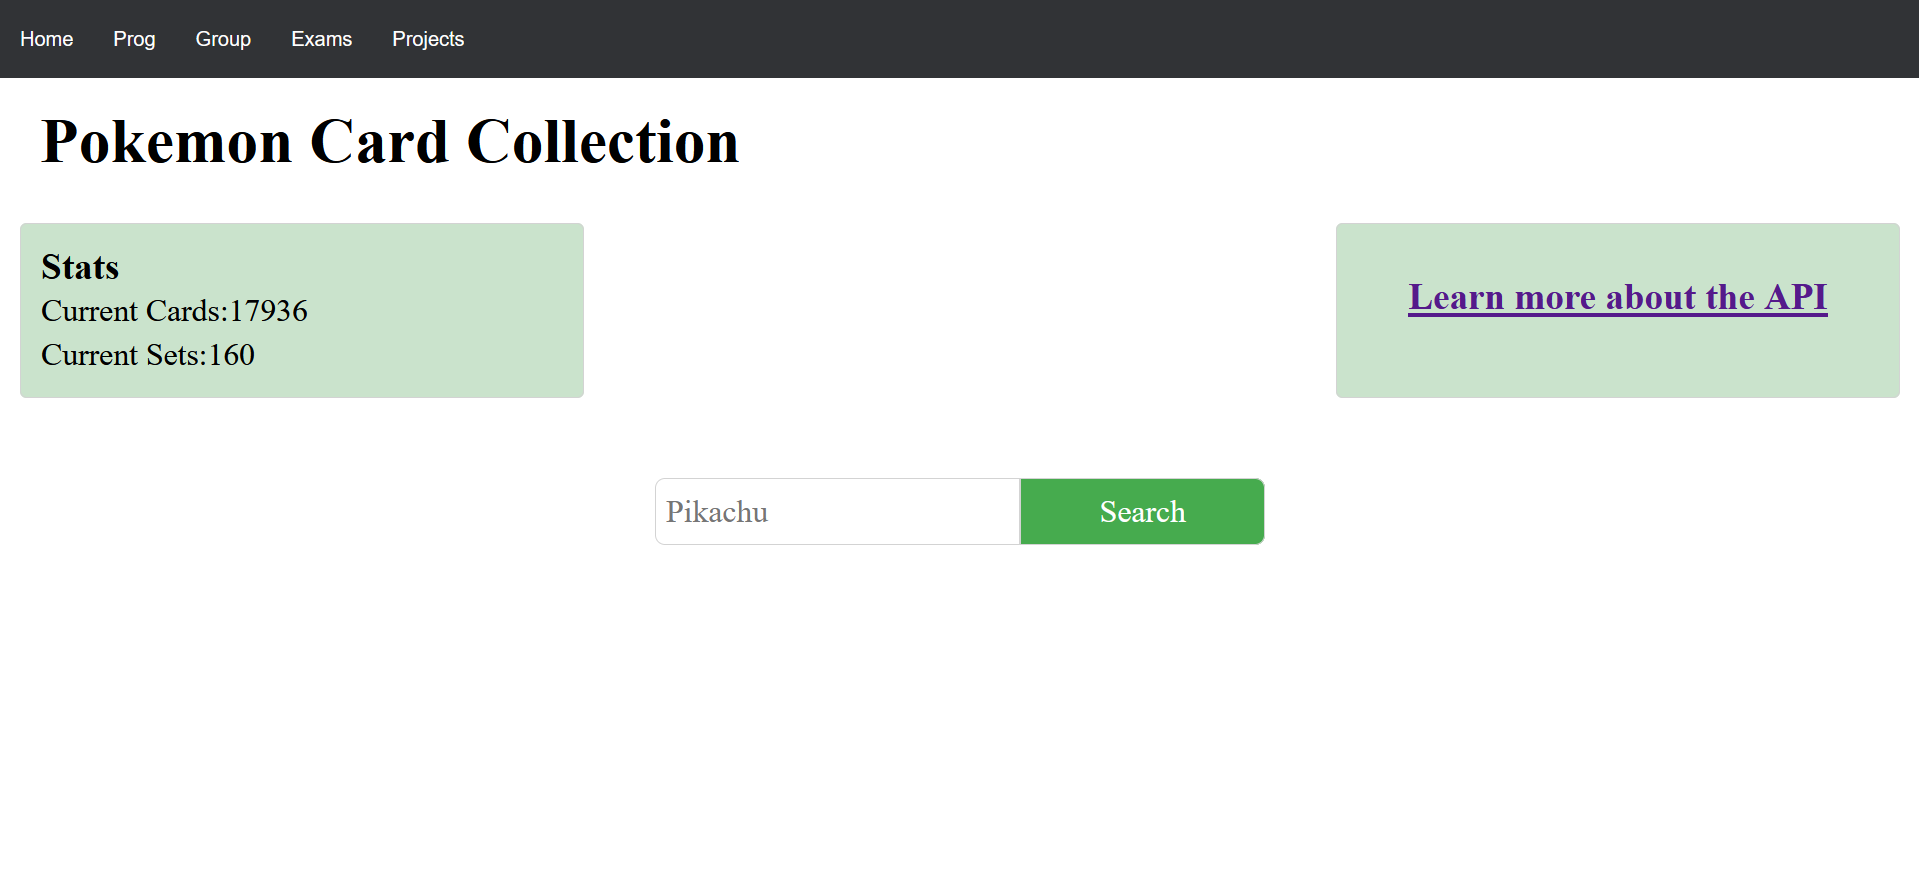 Home Prog Group Exams Projects
Pokemon Card Collection
Stats
Current Cards:17936
Current Sets:160
Learn more about the API
Pikachu Search